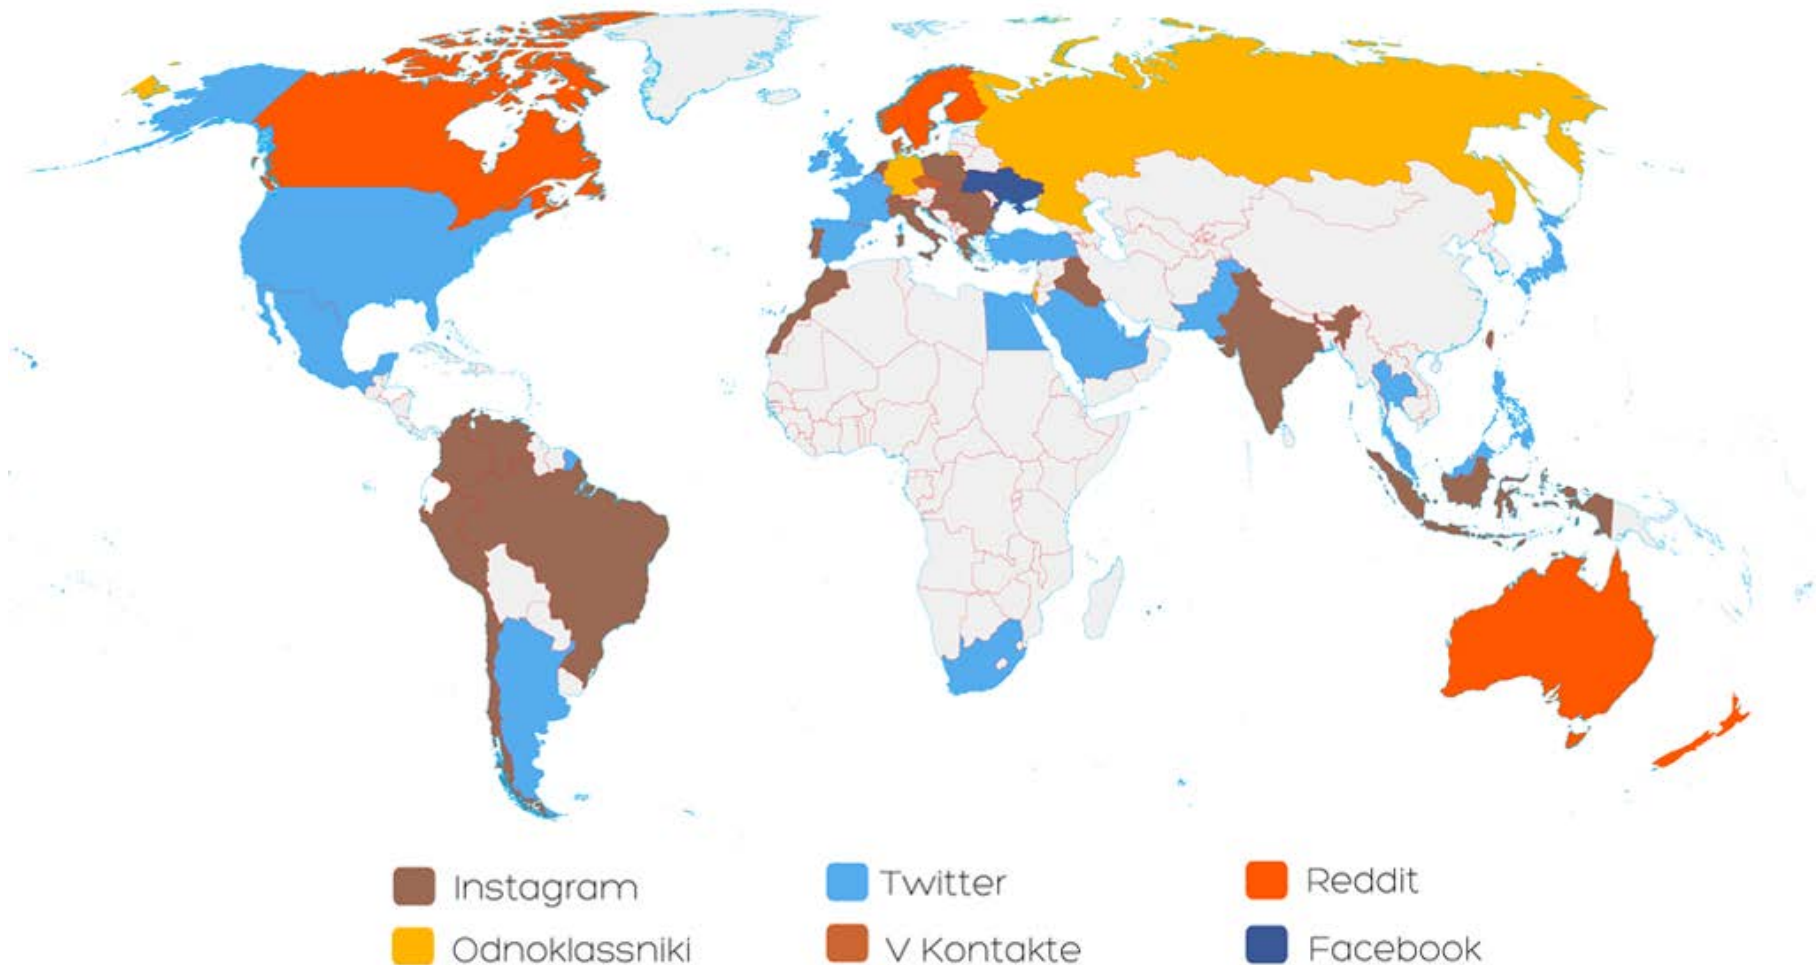 Instagram
Twitter
Reddit
Odnoklassniki
V Kontakte
Facebook